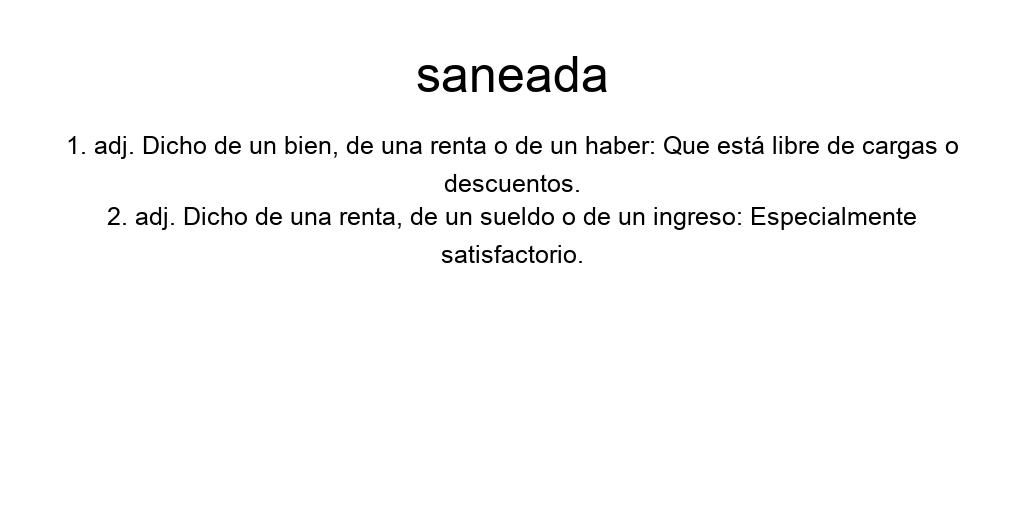 saneada
1. adj. Dicho de un bien, de una renta o de un haber: Que está libre de cargas o
descuentos.
2. adj. Dicho de una renta, de un sueldo o de un ingreso: Especialmente
satisfactorio.